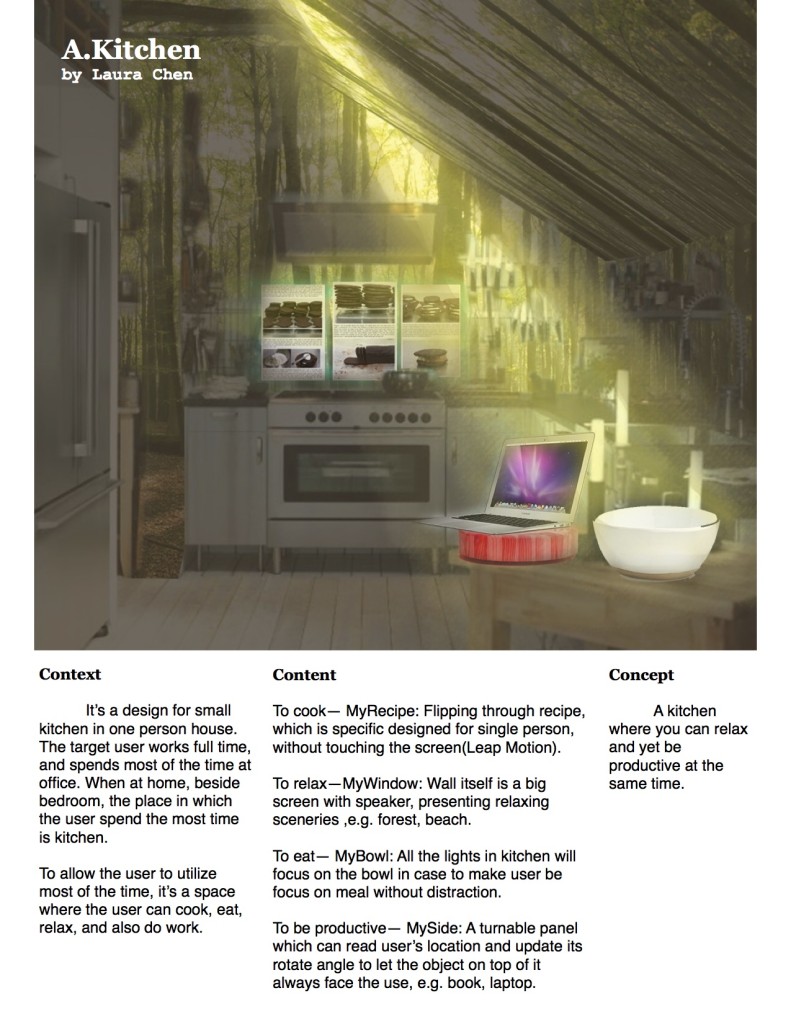 A.Kitchen
by Laura Chen
Context
It's a design for small
kitchen in one person house.
The target user works full time,
and spends most of the time at
office. When at home, beside
bedroom, the place in which
the user spend the most time
is kitchen.
To allow the user to utilize
most of the time, it's a space
where the user can cook, eat,
relax, and also do work.
Content
To cook— MyRecipe: Flipping through recipe,
which is specific designed for single person,
without touching the screen(Leap Motion).
To relax—MyWindow: Wall itself is a big
screen with speaker, presenting relaxing
sceneries ,e.g. forest, beach.
To eat— MyBowl: All the lights in kitchen will
focus on the bowl in case to make user be
focus on meal without distraction.
To be productive— MySide: A turnable panel
which can read user's location and update its
rotate angle to let the object on top of it
always face the use, e.g. book, laptop.
Concept
A kitchen
where you can relax
and yet be
productive at the
same time.